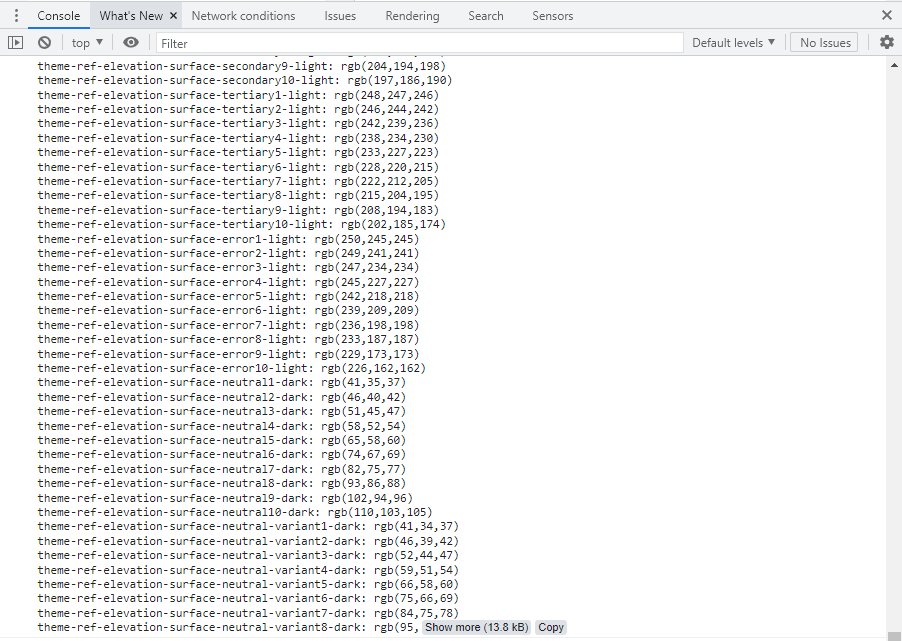 Console What's New × Network conditions Issues Rendering Search Sensors ×
top ▼ Filter Default levels ▼ No Issues
theme-ref-elevation-surface-secondary9-light: rgb(204,194,198)
theme-ref-elevation-surface-secondary10-light: rgb(197,186,190)
theme-ref-elevation-surface-tertiary1-light: rgb(248,247,246)
theme-ref-elevation-surface-tertiary2-light: rgb(246,244,242)
theme-ref-elevation-surface-tertiary3-light: rgb(242,239,236)
theme-ref-elevation-surface-tertiary4-light: rgb(238,234,230)
theme-ref-elevation-surface-tertiary5-light: rgb(233,227,223)
theme-ref-elevation-surface-tertiary6-light: rgb(228,220,215)
theme-ref-elevation-surface-tertiary7-light: rgb(222,212,205)
theme-ref-elevation-surface-tertiary8-light: rgb(215,204,195)
theme-ref-elevation-surface-tertiary9-light: rgb(208,194,183)
theme-ref-elevation-surface-tertiary10-light: rgb(202,185,174)
theme-ref-elevation-surface-error1-light: rgb(250,245,245)
theme-ref-elevation-surface-error2-light: rgb(249,241,241)
theme-ref-elevation-surface-error3-light: rgb(247,234,234)
theme-ref-elevation-surface-error4-light: rgb(245,227,227)
theme-ref-elevation-surface-error5-light: rgb(242,218,218)
theme-ref-elevation-surface-error6-light: rgb(239,209,209)
theme-ref-elevation-surface-error7-light: rgb(236,198,198)
theme-ref-elevation-surface-error8-light: rgb(233,187,187)
theme-ref-elevation-surface-error9-light: rgb(229,173,173)
theme-ref-elevation-surface-error10-light: rgb(226,162,162)
theme-ref-elevation-surface-neutral1-dark: rgb(41,35,37)
theme-ref-elevation-surface-neutral2-dark: rgb(46,40,42)
theme-ref-elevation-surface-neutral3-dark: rgb(51,45,47)
theme-ref-elevation-surface-neutral4-dark: rgb(58,52,54)
theme-ref-elevation-surface-neutral5-dark: rgb(65,58,60)
theme-ref-elevation-surface-neutral6-dark: rgb(74,67,69)
theme-ref-elevation-surface-neutral7-dark: rgb(82,75,77)
theme-ref-elevation-surface-neutral8-dark: rgb(93,86,88)
theme-ref-elevation-surface-neutral9-dark: rgb(102,94,96)
theme-ref-elevation-surface-neutral10-dark: rgb(110,103,105)
theme-ref-elevation-surface-neutral-variant1-dark: rgb(41,34,37)
theme-ref-elevation-surface-neutral-variant2-dark: rgb(46,39,42)
theme-ref-elevation-surface-neutral-variant3-dark: rgb(52,44,47)
theme-ref-elevation-surface-neutral-variant4-dark: rgb(59,51,54)
theme-ref-elevation-surface-neutral-variant5-dark: rgb(66,58,60)
theme-ref-elevation-surface-neutral-variant6-dark: rgb(75,66,69)
theme-ref-elevation-surface-neutral-variant7-dark: rgb(84,75,78)
theme-ref-elevation-surface-neutral-variant8-dark: rgb(95, Show more (13.8 kB) Copy